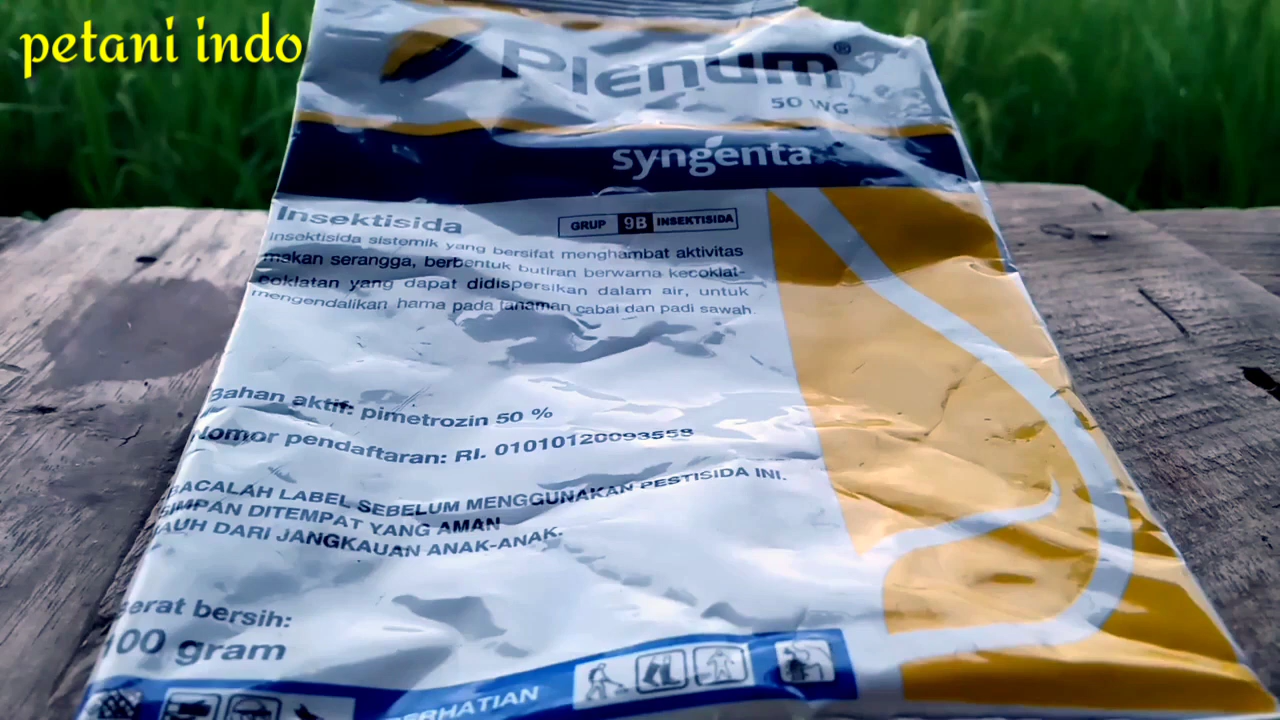 petani indo
Plenum®
50 WG
syngenta
Insektisida
GRUP 9B INSEKTISIDA
Insektisida sistemik yang bersifat menghambat aktivitas
makan serangga, berbentuk butiran berwarna kecoklat-
coklatan yang dapat didispersikan dalam air, untuk
mengendalikan hama pada tanaman cabai dan padi sawah.
Bahan aktif: pimetrozin 50 %
Nomor pendaftaran: RI. 01010120093558
BACALAH LABEL SEBELUM MENGGUNAKAN PESTISIDA INI.
SIMPAN DITEMPAT YANG AMAN
JAUH DARI JANGKAUAN ANAK-ANAK.
Berat bersih:
100 gram
PERHATIAN